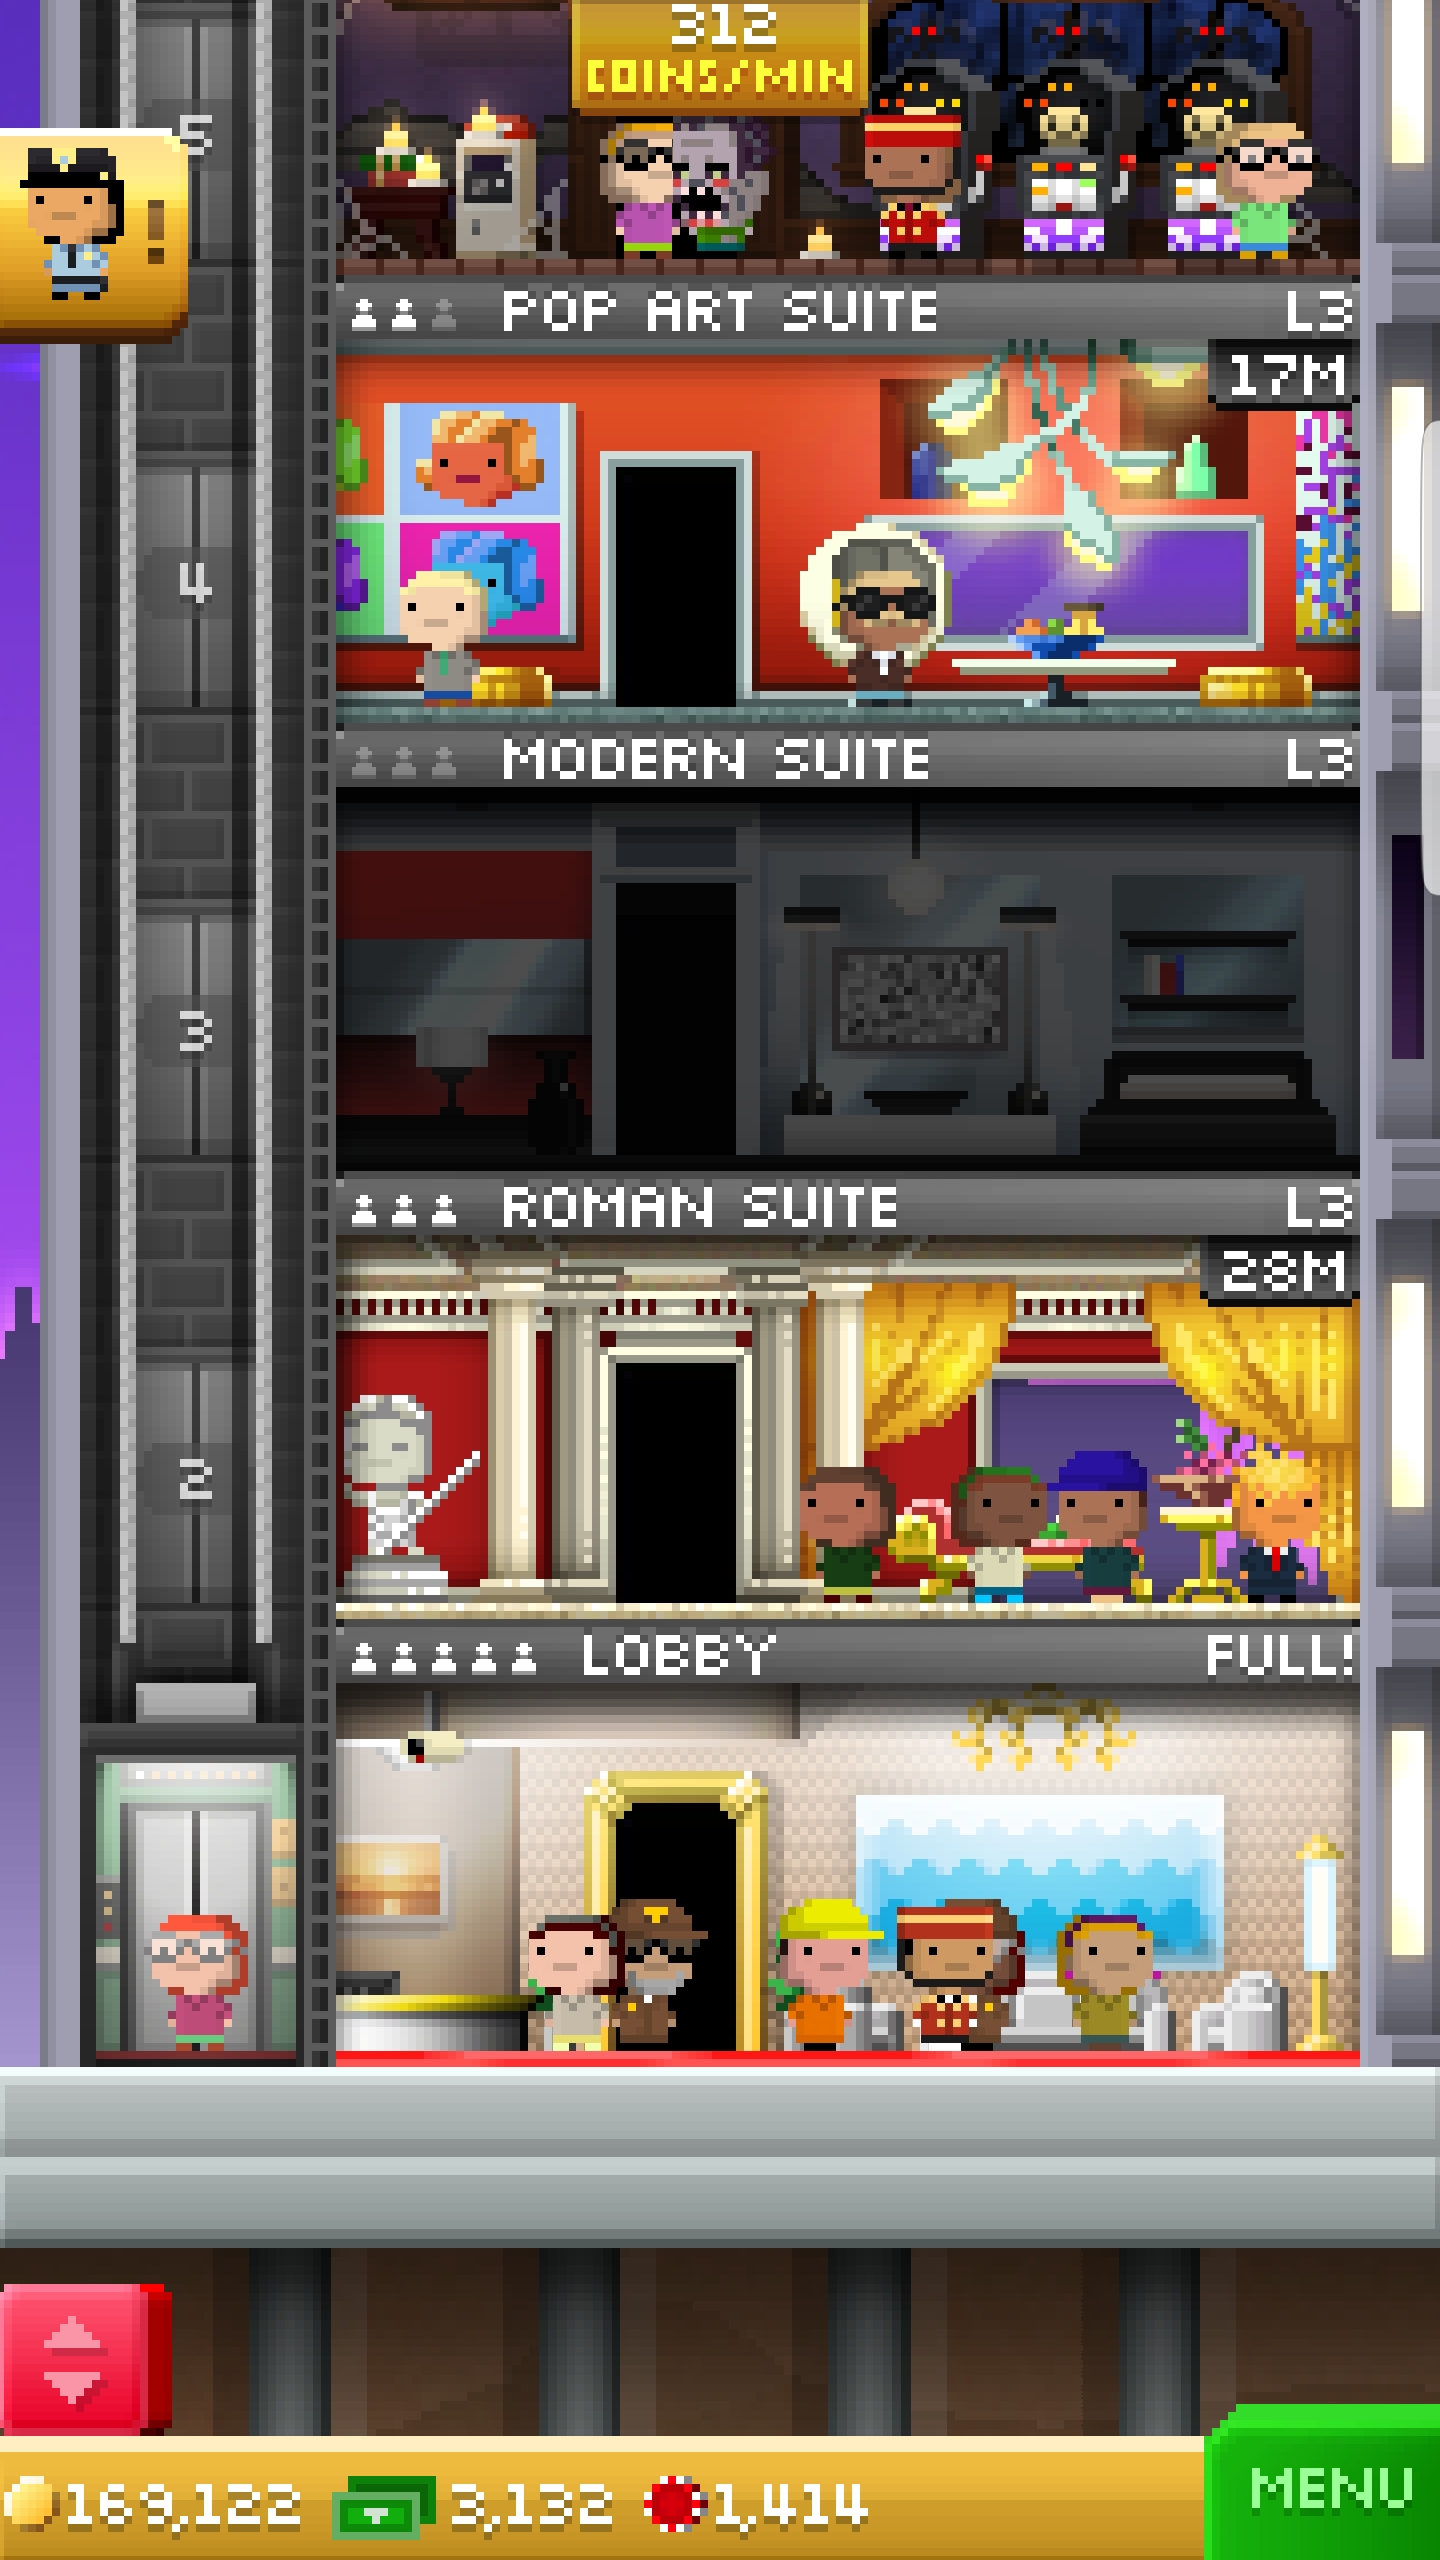 312
COINS/MIN
5
!
POP ART SUITE L3
17M
4
MODERN SUITE L3
3
ROMAN SUITE L3
28M
2
LOBBY FULL!
169,122 3,132 1,414
MENU